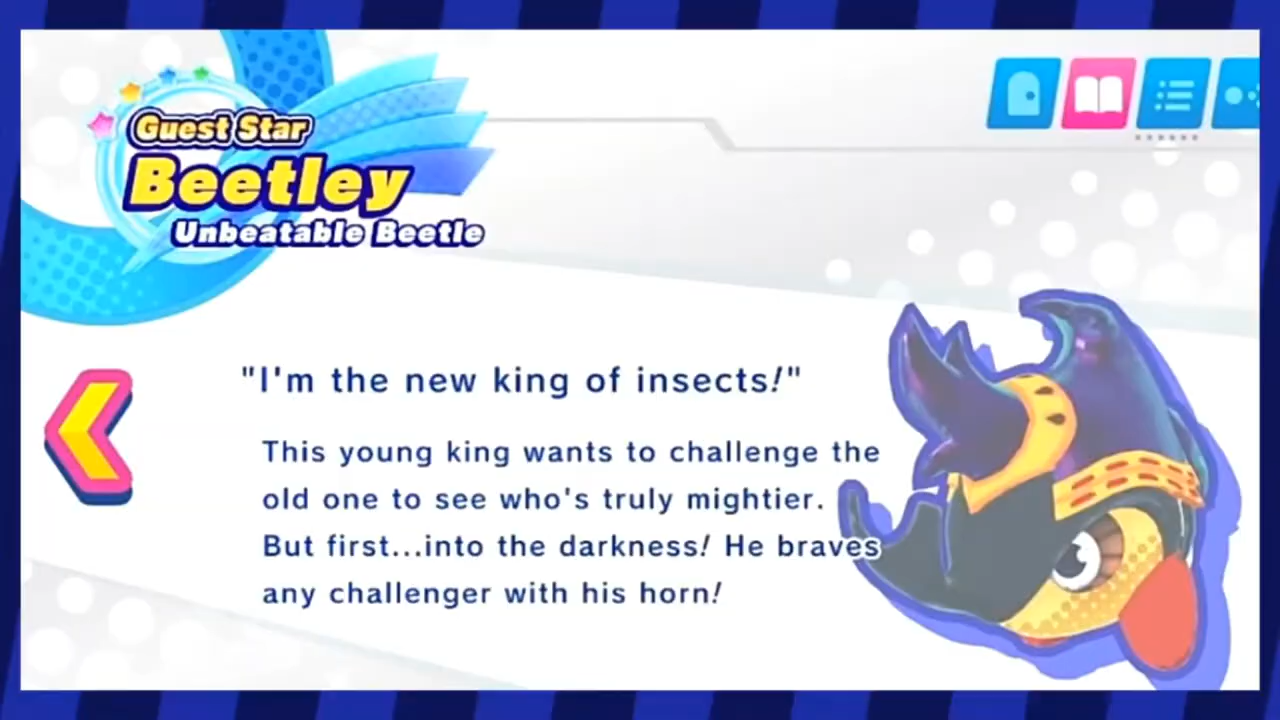 Guest Star
Beetley
Unbeatable Beetle
"I'm the new king of insects!"
This young king wants to challenge the
old one to see who's truly mightier.
But first...into the darkness! He braves
any challenger with his horn!